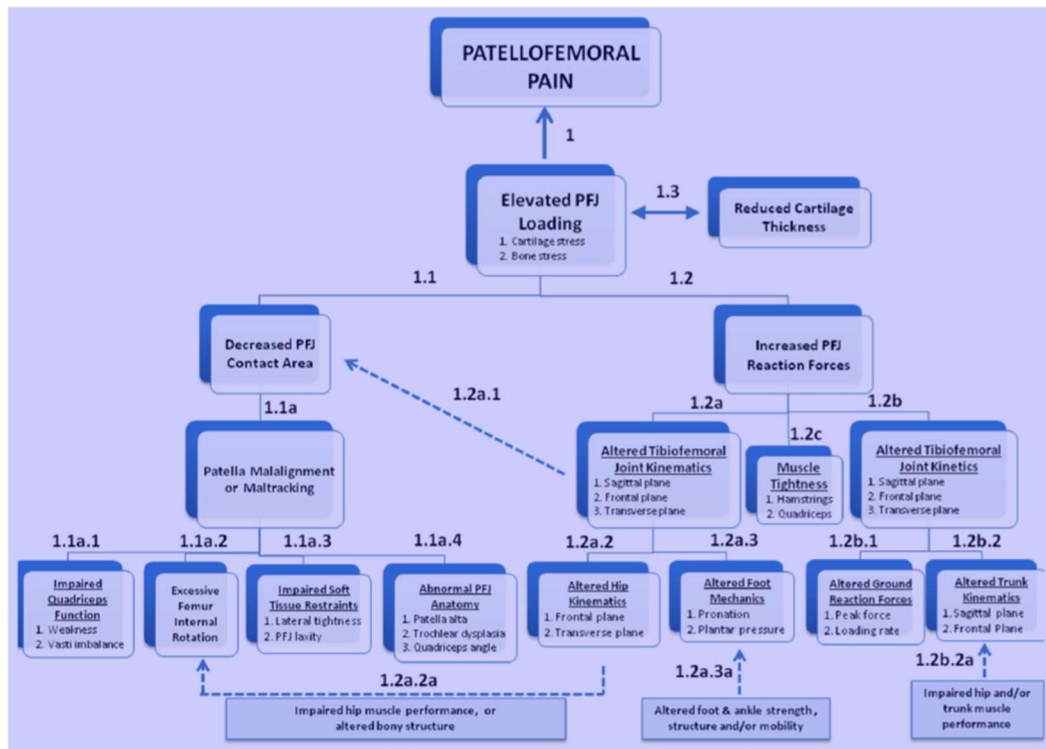 PATELLOFEMORAL
PAIN
1
Elevated PFJ
Loading
1. Cartilage stress
2. Bone stress
1.3
Reduced Cartilage
Thickness
1.1
1.2
Decreased PFJ
Contact Area
Increased PFJ
Reaction Forces
1.2a.1
1.1a
1.2a
1.2b
1.2c
Patella Malalignment
or Maltracking
Altered Tibiofemoral
Joint Kinematics
1. Sagittal plane
2. Frontal plane
3. Transverse plane
Muscle
Tightness
1. Hamstrings
2. Quadriceps
Altered Tibiofemoral
Joint Kinetics
1. Sagittal plane
2. Frontal plane
3. Transverse plane
1.1a.1
1.1a.2
1.1a.3
1.1a.4
1.2a.2
1.2a.3
1.2b.1
1.2b.2
Impaired
Quadriceps
Function
1. Weakness
2. Vasti imbalance
Excessive
Femur
Internal
Rotation
Impaired Soft
Tissue Restraints
1. Lateral tightness
2. PFJ laxity
Abnormal PFJ
Anatomy
1. Patella alta
2. Trochlear dysplasia
3. Quadriceps angle
Altered Hip
Kinematics
1. Frontal plane
2. Transverse plane
Altered Foot
Mechanics
1. Pronation
2. Plantar pressure
Altered Ground
Reaction Forces
1. Peak force
2. Loading rate
Altered Trunk
Kinematics
1. Sagittal plane
2. Frontal Plane
1.2a.2a
1.2a.3a
1.2b.2a
Impaired hip muscle performance, or
altered bony structure
Altered foot & ankle strength,
structure and/or mobility
Impaired hip and/or
trunk muscle
performance